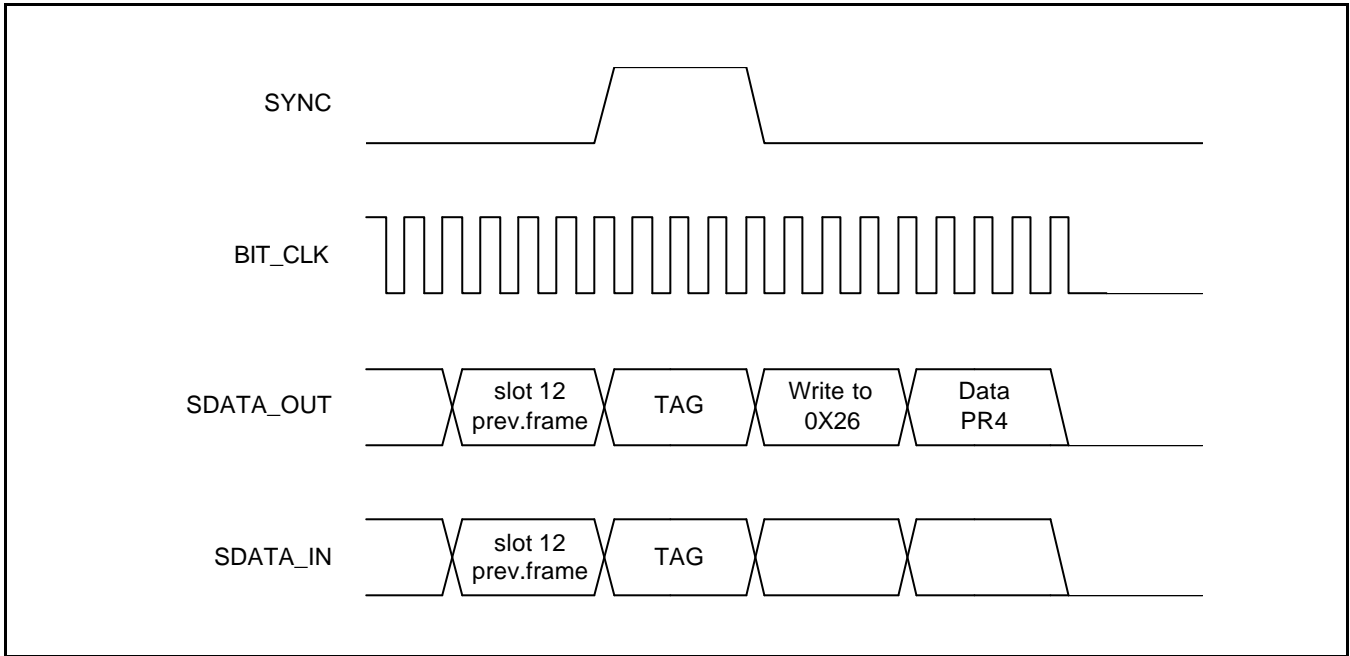 SYNC
BIT_CLK
SDATA_OUT
slot 12
prev.frame
TAG
Write to
0X26
Data
PR4
SDATA_IN
slot 12
prev.frame
TAG